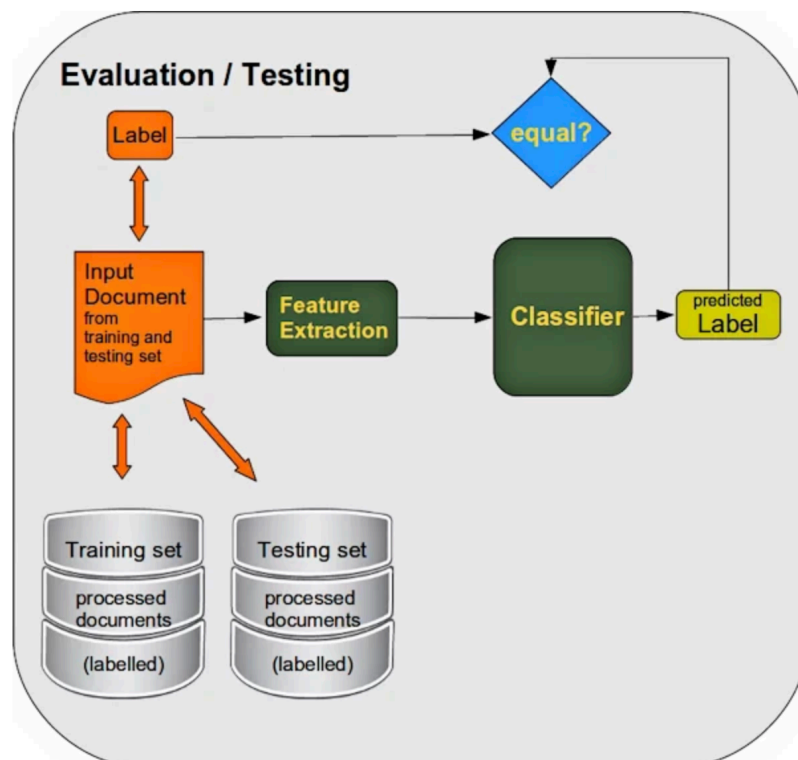 Evaluation / Testing
Label
equal?
Input
Document
from
training and
testing set
Feature
Extraction
Classifier
predicted
Label
Training set
processed
documents
(labelled)
Testing set
processed
documents
(labelled)